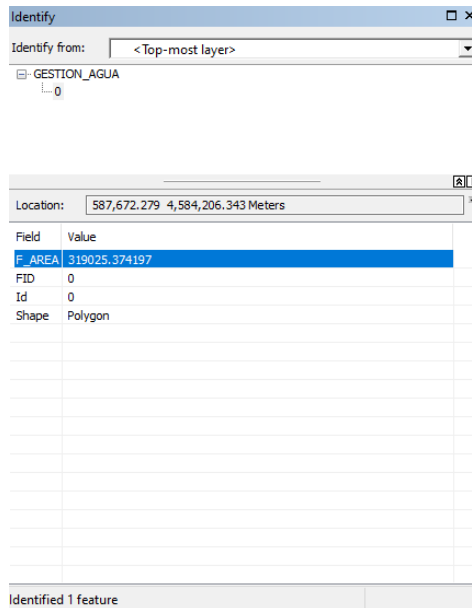 Identify
Identify from: <Top-most layer>
GESTION_AGUA
0
Location: 587,672.279 4,584,206.343 Meters
Field Value
F_AREA 319025.374197
FID 0
Id 0
Shape Polygon
Identified 1 feature